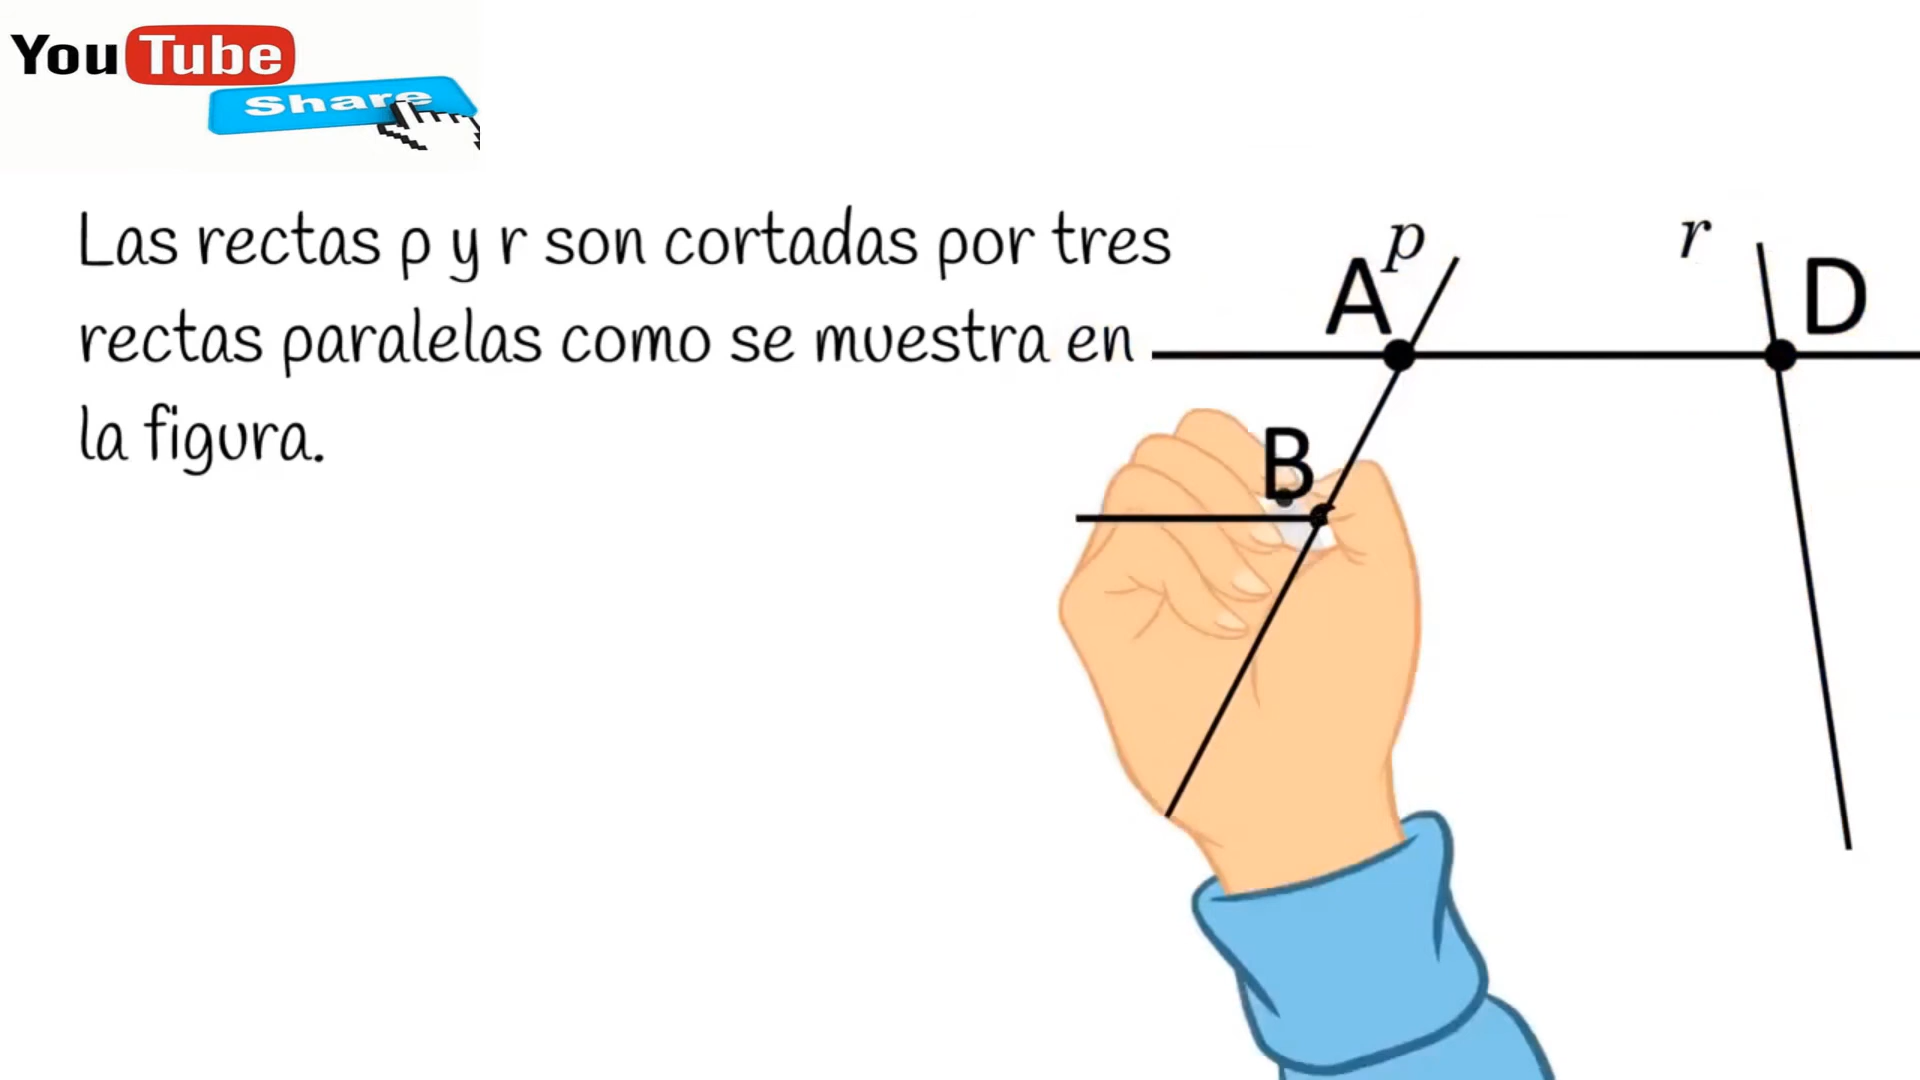 YouTube
Share
Las rectas p y r son cortadas por tres
rectas paralelas como se muestra en
la figura.
p
r
A
D
B